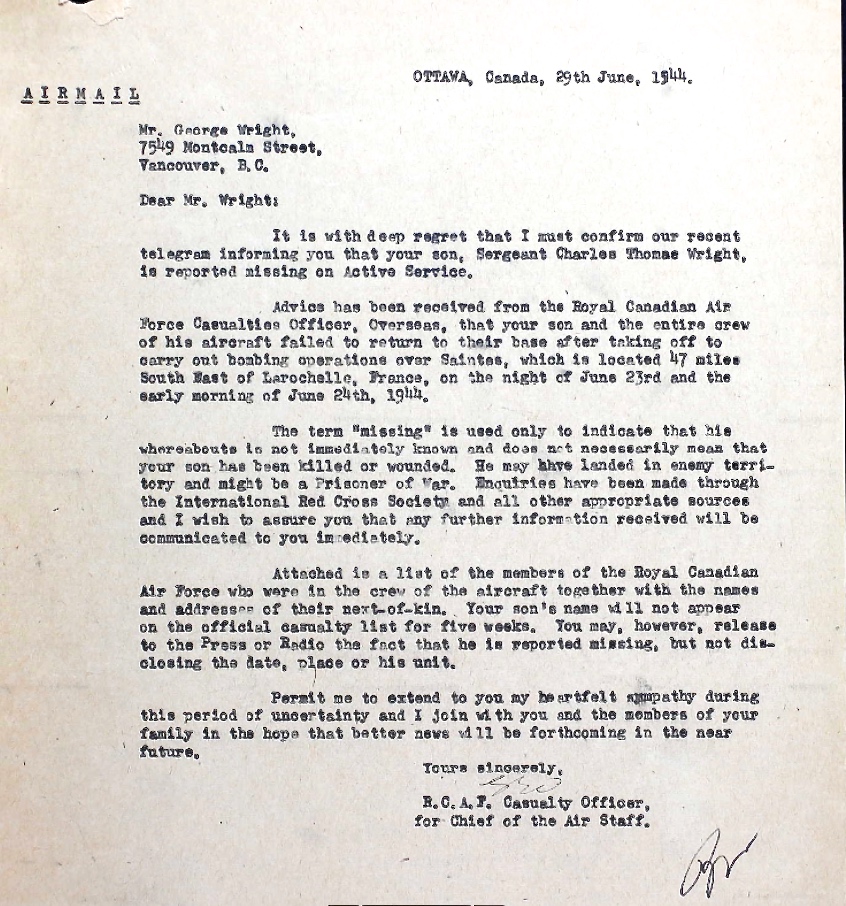 OTTAWA, Canada, 29th June, 1944.
AIRMAIL
Mr. George Wright,
7549 Montcalm Street,
Vancouver, B.C.
Dear Mr. Wright:
It is with deep regret that I must confirm our recent
telegram informing you that your son, Sergeant Charles Thomas Wright,
is reported missing on Active Service.
Advice has been received from the Royal Canadian Air
Force Casualties Officer, Overseas, that your son and the entire crew
of his aircraft failed to return to their base after taking off to
carry out bombing operations over Saintes, which is located 47 miles
South East of Larochelle, France, on the night of June 23rd and the
early morning of June 24th, 1944.
The term "missing" is used only to indicate that his
whereabouts is not immediately known and does not necessarily mean that
your son has been killed or wounded. He may have landed in enemy terri-
tory and might be a Prisoner of War. Enquiries have been made through
the International Red Cross Society and all other appropriate sources
and I wish to assure you that any further information received will be
communicated to you immediately.
Attached is a list of the members of the Royal Canadian
Air Force who were in the crew of the aircraft together with the names
and addresses of their next-of-kin. Your son's name will not appear
on the official casualty list for five weeks. You may, however, release
to the Press or Radio the fact that he is reported missing, but not dis-
closing the date, place or his unit.
Permit me to extend to you my heartfelt sympathy during
this period of uncertainty and I join with you and the members of your
family in the hope that better news will be forthcoming in the near
future.
Yours sincerely,
R.C.A.F. Casualty Officer,
for Chief of the Air Staff.